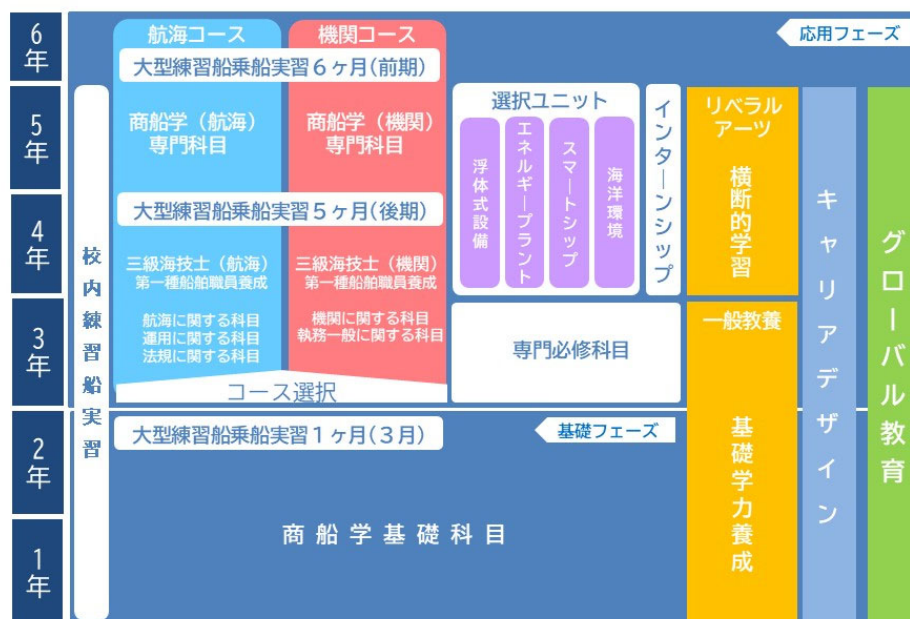 6年
航海コース
機関コース
応用フェーズ
大型練習船乗船実習6ヶ月(前期)
5年
商船学(航海)
専門科目
商船学(機関)
専門科目
選択ユニット
浮体式設備
エネルギープラント
スマートシップ
海洋環境
インターンシップ
リベラル
アーツ
横断的学習
キャリアデザイン
グローバル教育
校内練習船実習
4年
大型練習船乗船実習5ヶ月(後期)
三級海技士(航海)
第一種船舶職員養成
三級海技士(機関)
第一種船舶職員養成
3年
航海に関する科目
運用に関する科目
法規に関する科目
機関に関する科目
執務一般に関する科目
専門必修科目
一般教養
基礎学力養成
コース選択
2年
大型練習船乗船実習1ヶ月(3月)
基礎フェーズ
商船学基礎科目
1年